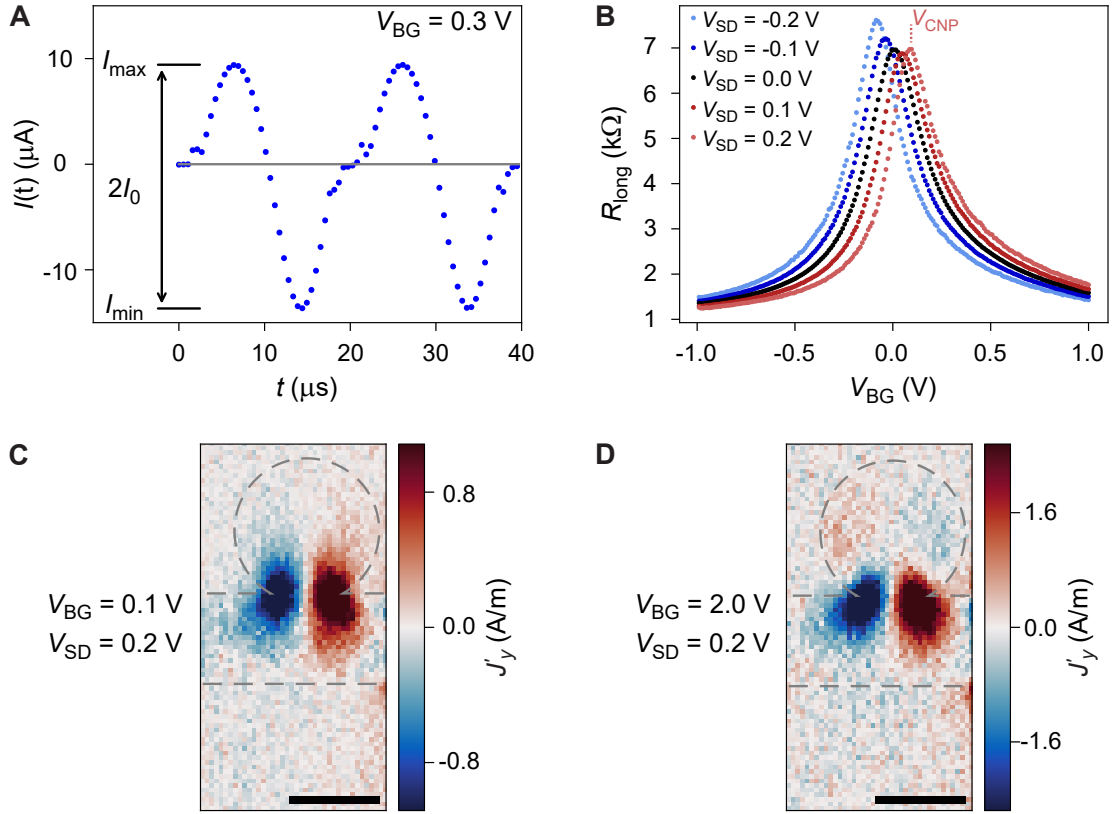 A
V_BG = 0.3 V
I_max
2I_0
I_min
I(t) (μA)
10
0
-10
0 10 20 30 40
t (μs)
B
V_SD = -0.2 V
V_SD = -0.1 V
V_SD = 0.0 V
V_SD = 0.1 V
V_SD = 0.2 V
V_CNP
R_long (kΩ)
7
6
5
4
3
2
1
-1.0 -0.5 0.0 0.5 1.0
V_BG (V)
C
V_BG = 0.1 V
V_SD = 0.2 V
0.8
0.0
-0.8
J'_y (A/m)
D
V_BG = 2.0 V
V_SD = 0.2 V
1.6
0.0
-1.6
J'_y (A/m)